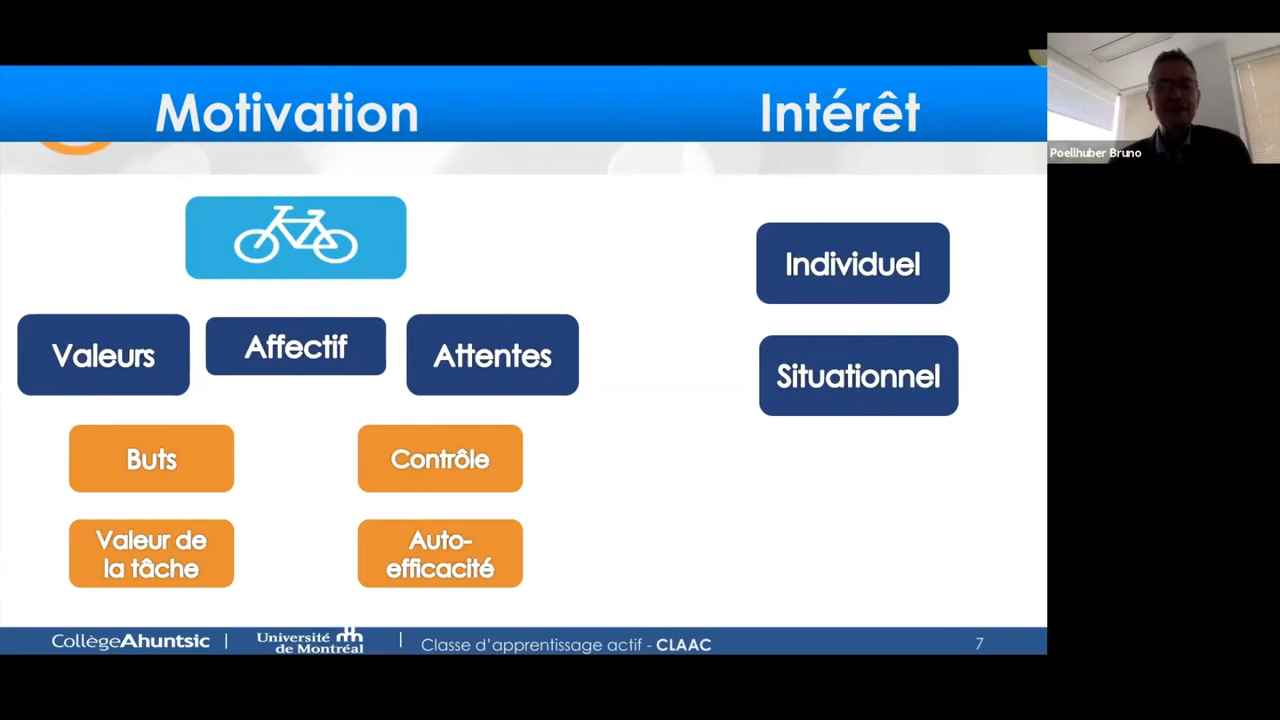 Motivation
Intérêt
Poellhuber Bruno
Individuel
Valeurs
Affectif
Attentes
Situationnel
Buts
Contrôle
Valeur de
la tâche
Auto-
efficacité
CollègeAhuntsic
Université
de Montréal
Classe d'apprentissage actif - CLAAC
7